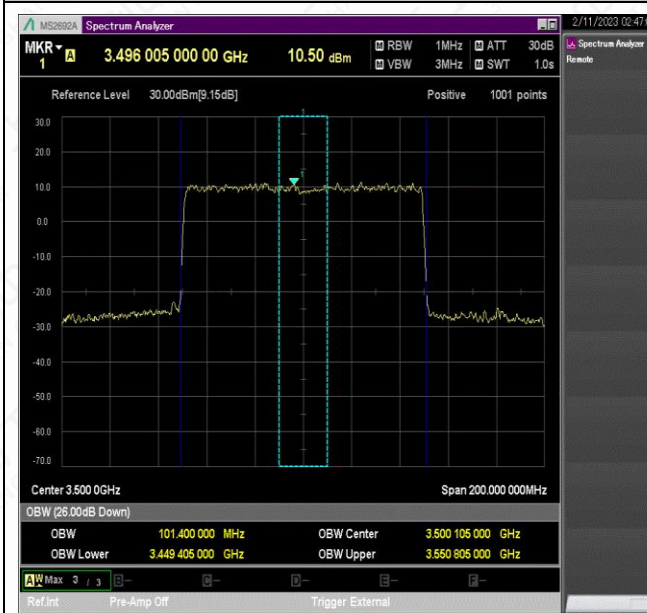 MS2692A Spectrum Analyzer 2/11/2023 02:47:
MKR 1 A 3.496 005 000 00 GHz 10.50 dBm
M RBW 1MHz M ATT 30dB
M VBW 3MHz M SWT 1.0s
Spectrum Analyzer
Remote
Reference Level 30.00dBm[9.15dB] Positive 1001 points
30.0
20.0
10.0
0.0
-10.0
-20.0
-30.0
-40.0
-50.0
-60.0
-70.0
1
1
Center 3.500 0GHz Span 200.000 000MHz
OBW (26.00dB Down)
OBW 101.400 000 MHz OBW Center 3.500 105 000 GHz
OBW Lower 3.449 405 000 GHz OBW Upper 3.550 805 000 GHz
A W Max 3 / 3 B- C- D- E- F-
Ref.Int Pre-Amp Off Trigger External